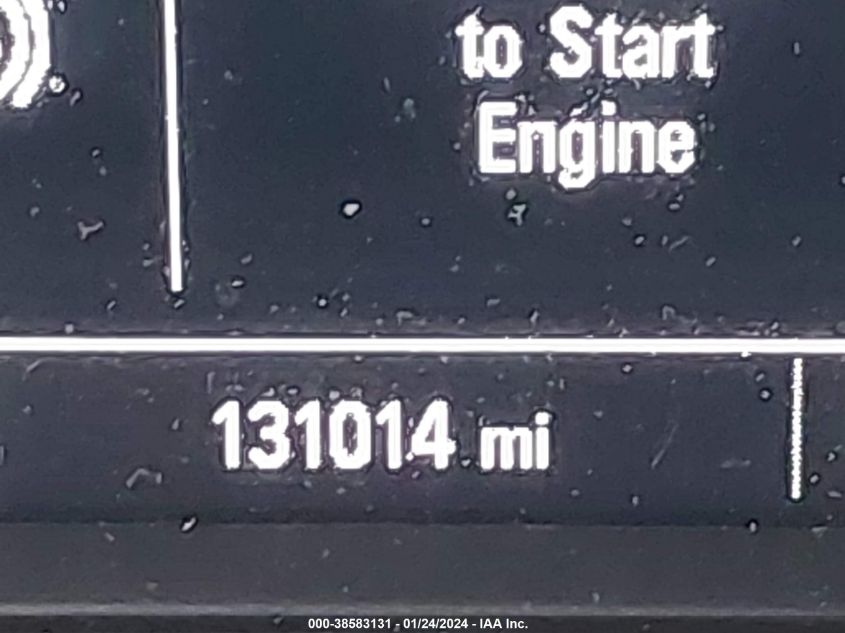 to Start
Engine
131014 mi
000-38583131 - 01/24/2024 - IAA Inc.